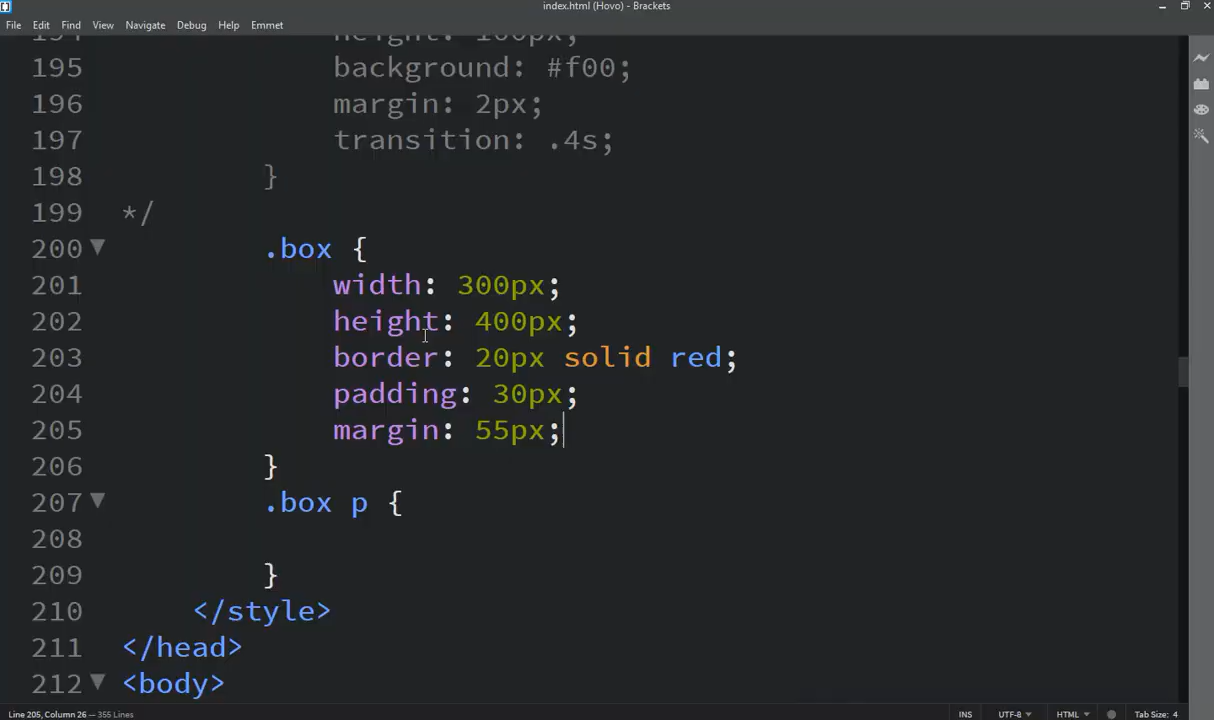 index.html (Hovo) - Brackets
File Edit Find View Navigate Debug Help Emmet
194 height: 100px;
195 background: #f00;
196 margin: 2px;
197 transition: .4s;
198 }
199 */
200 .box {
201 width: 300px;
202 height: 400px;
203 border: 20px solid red;
204 padding: 30px;
205 margin: 55px;
206 }
207 .box p {
208
209 }
210 </style>
211 </head>
212 <body>
Line 205, Column 26 — 355 Lines INS UTF-8 HTML Tab Size: 4